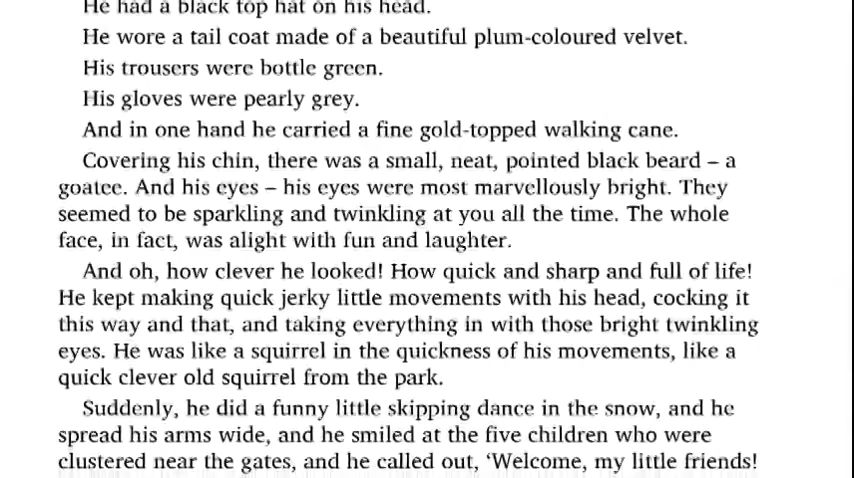 He had a black top hat on his head.
He wore a tail coat made of a beautiful plum-coloured velvet.
His trousers were bottle green.
His gloves were pearly grey.
And in one hand he carried a fine gold-topped walking cane.
Covering his chin, there was a small, neat, pointed black beard – a
goatee. And his eyes – his eyes were most marvellously bright. They
seemed to be sparkling and twinkling at you all the time. The whole
face, in fact, was alight with fun and laughter.
And oh, how clever he looked! How quick and sharp and full of life!
He kept making quick jerky little movements with his head, cocking it
this way and that, and taking everything in with those bright twinkling
eyes. He was like a squirrel in the quickness of his movements, like a
quick clever old squirrel from the park.
Suddenly, he did a funny little skipping dance in the snow, and he
spread his arms wide, and he smiled at the five children who were
clustered near the gates, and he called out, ‘Welcome, my little friends!